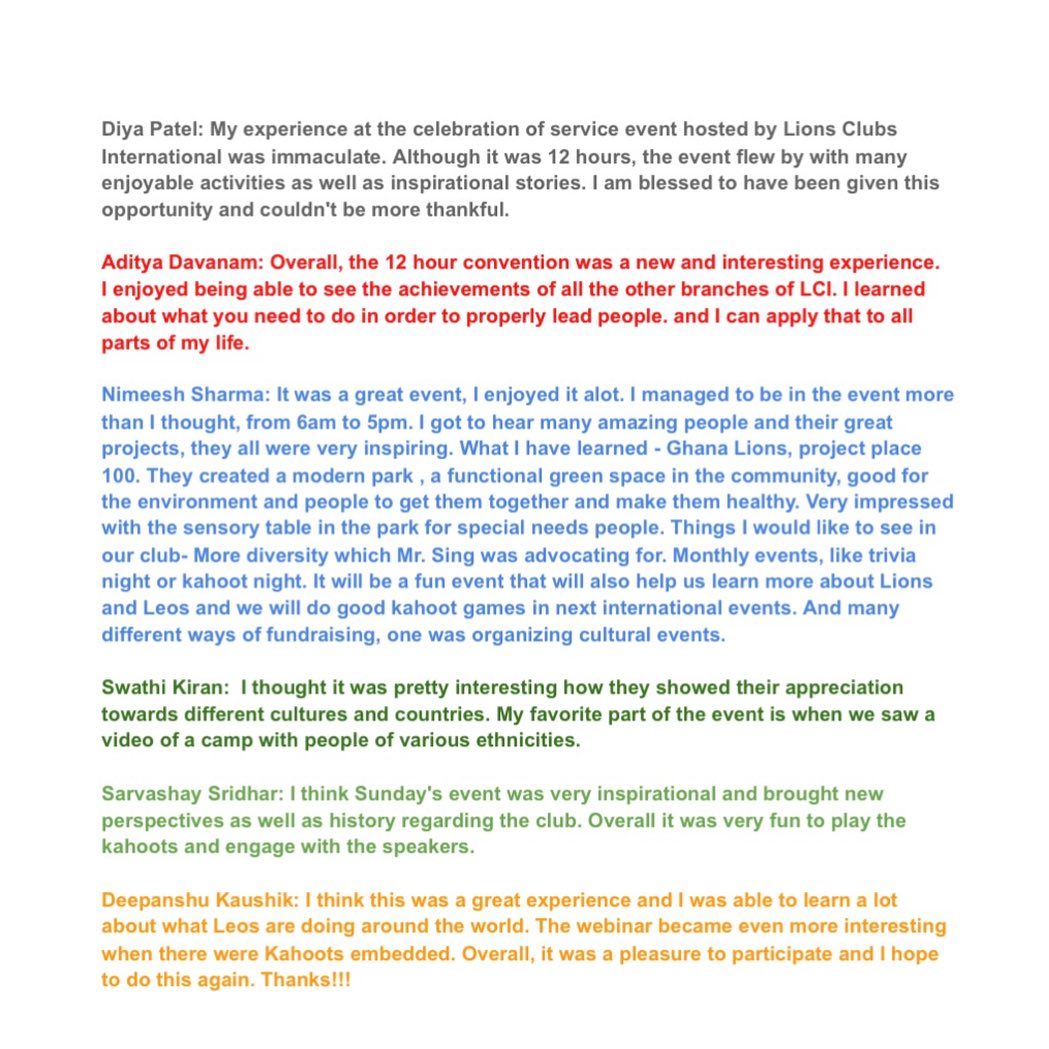 Diya Patel: My experience at the celebration of service event hosted by Lions Clubs
International was immaculate. Although it was 12 hours, the event flew by with many
enjoyable activities as well as inspirational stories. I am blessed to have been given this
opportunity and couldn't be more thankful.
Aditya Davanam: Overall, the 12 hour convention was a new and interesting experience.
I enjoyed being able to see the achievements of all the other branches of LCI. I learned
about what you need to do in order to properly lead people. and I can apply that to all
parts of my life.
Nimeesh Sharma: It was a great event, I enjoyed it alot. I managed to be in the event more
than I thought, from 6am to 5pm. I got to hear many amazing people and their great
projects, they all were very inspiring. What I have learned - Ghana Lions, project place
100. They created a modern park , a functional green space in the community, good for
the environment and people to get them together and make them healthy. Very impressed
with the sensory table in the park for special needs people. Things I would like to see in
our club- More diversity which Mr. Sing was advocating for. Monthly events, like trivia
night or kahoot night. It will be a fun event that will also help us learn more about Lions
and Leos and we will do good kahoot games in next international events. And many
different ways of fundraising, one was organizing cultural events.
Swathi Kiran:  I thought it was pretty interesting how they showed their appreciation
towards different cultures and countries. My favorite part of the event is when we saw a
video of a camp with people of various ethnicities.
Sarvashay Sridhar: I think Sunday's event was very inspirational and brought new
perspectives as well as history regarding the club. Overall it was very fun to play the
kahoots and engage with the speakers.
Deepanshu Kaushik: I think this was a great experience and I was able to learn a lot
about what Leos are doing around the world. The webinar became even more interesting
when there were Kahoots embedded. Overall, it was a pleasure to participate and I hope
to do this again. Thanks!!!